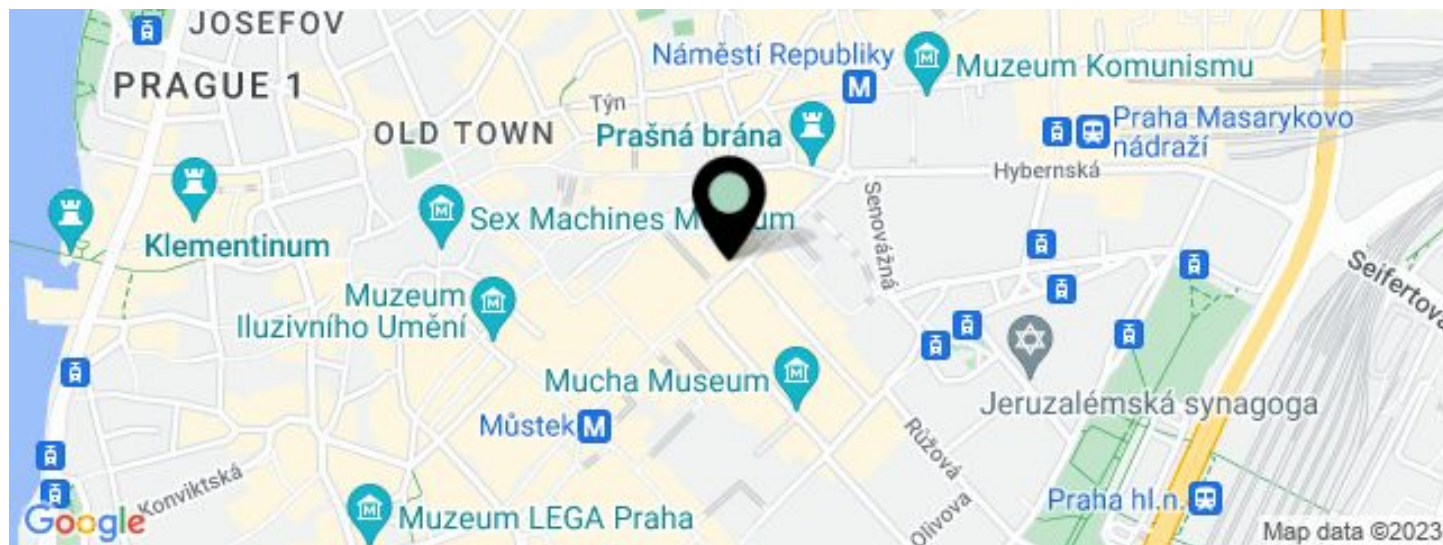 JOSEFOV
Náměstí Republiky
Muzeum Komunismu
PRAGUE 1
Týn
OLD TOWN
Prašná brána
Praha Masarykovo
nádraží
Hybernská
Senovážná
Sex Machines M um
Klementinum
Seifertova
Muzeum
Iluzivního Umění
Mucha Museum
Jeruzalémská synagoga
Můstek
M
Růžová
Konviktská
Praha hl.n.
Olivova
Muzeum LEGA Praha
Google
Map data ©2023